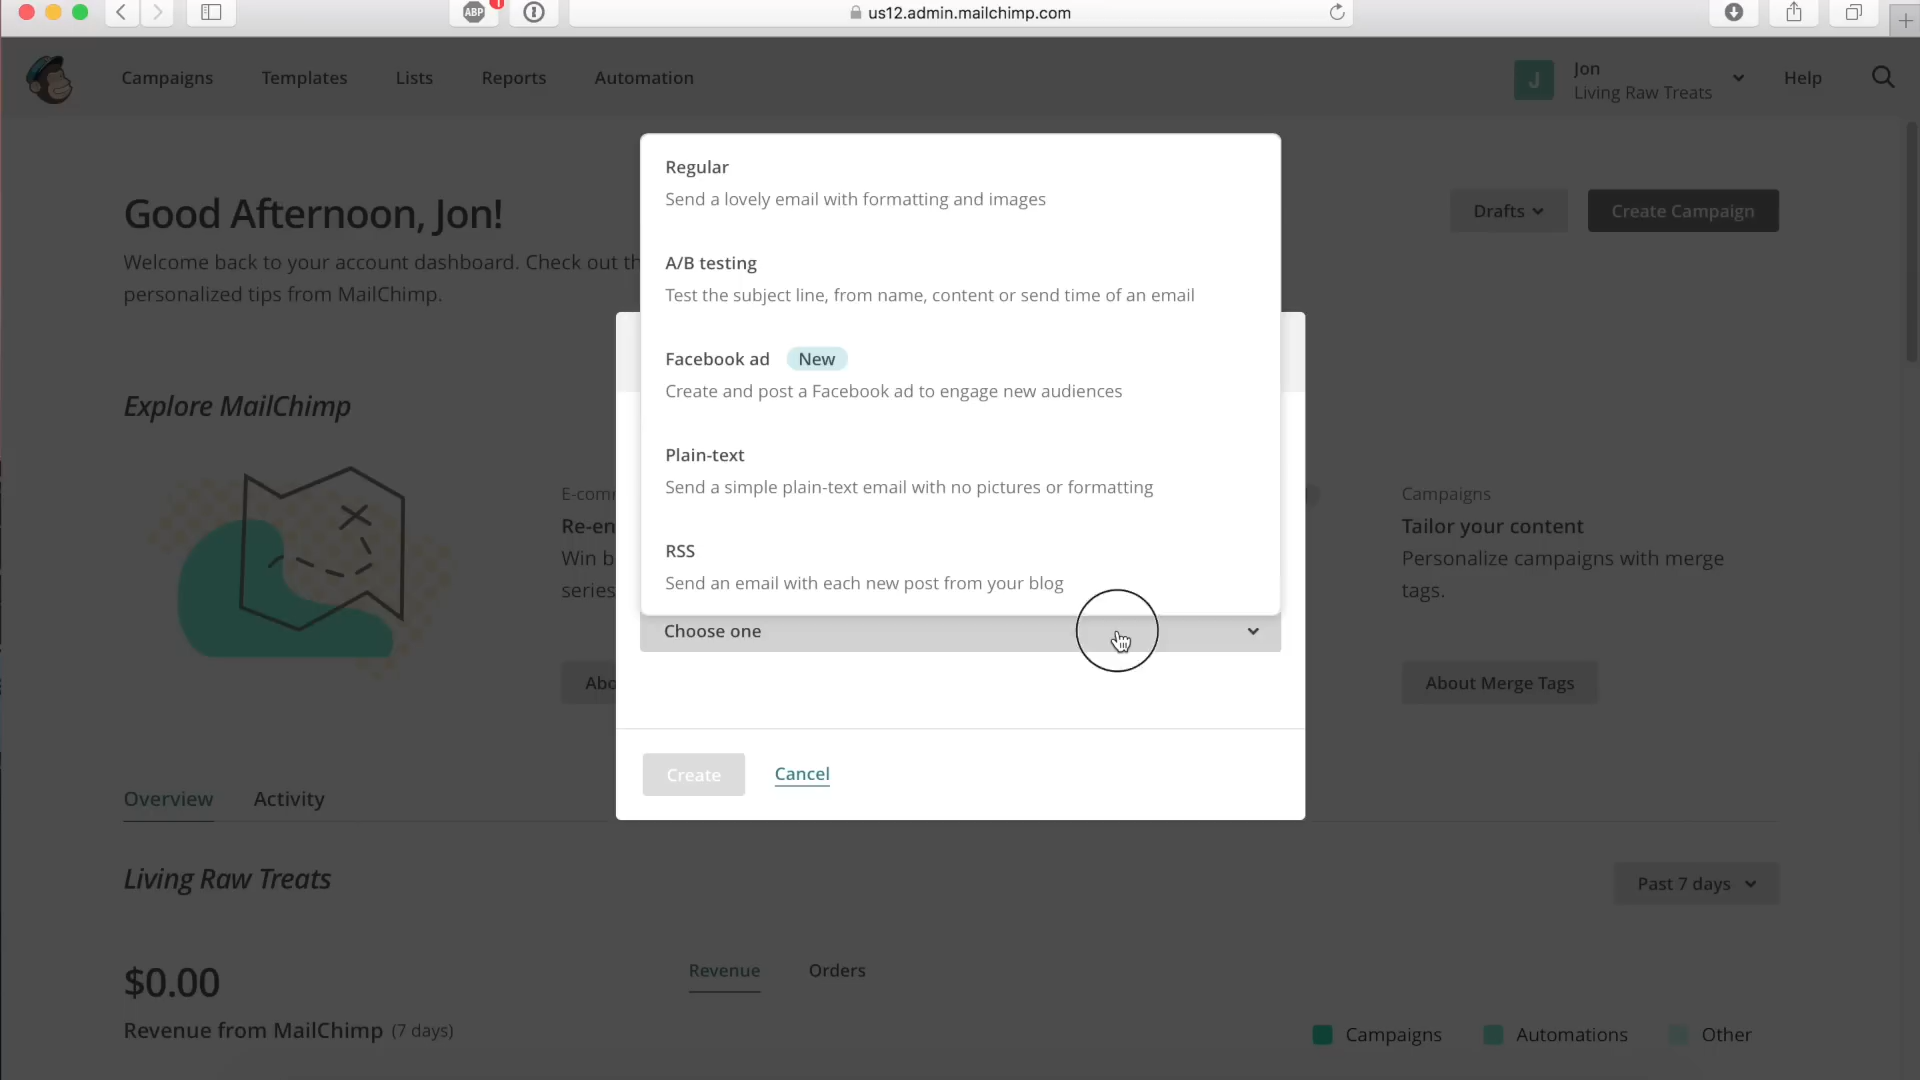 ABP
us12.admin.mailchimp.com
Campaigns
Templates
Lists
Reports
Automation
J
Jon
Living Raw Treats
Help
Regular
Send a lovely email with formatting and images
Good Afternoon, Jon!
Drafts
Create Campaign
Welcome back to your account dashboard. Check out th
personalized tips from MailChimp.
A/B testing
Test the subject line, from name, content or send time of an email
Facebook ad New
Create and post a Facebook ad to engage new audiences
Explore MailChimp
Plain-text
Send a simple plain-text email with no pictures or formatting
E-com
Campaigns
Re-en
Tailor your content
Win b
Personalize campaigns with merge
series
tags.
RSS
Send an email with each new post from your blog
Choose one
Abo
About Merge Tags
Create
Cancel
Overview
Activity
Living Raw Treats
Past 7 days
$0.00
Revenue
Orders
Revenue from MailChimp (7 days)
Campaigns
Automations
Other